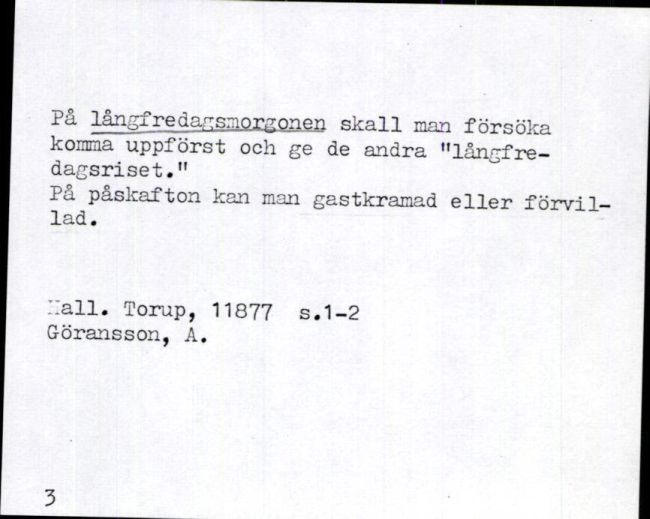 På långfredagsmorgonen skall man försöka
komma uppförst och ge de andra "långfre-
dagsriset."
På påskafton kan man gastkramad eller förvil-
lad.
Hall. Torup, 11877 s.1-2
Göransson, A.
3